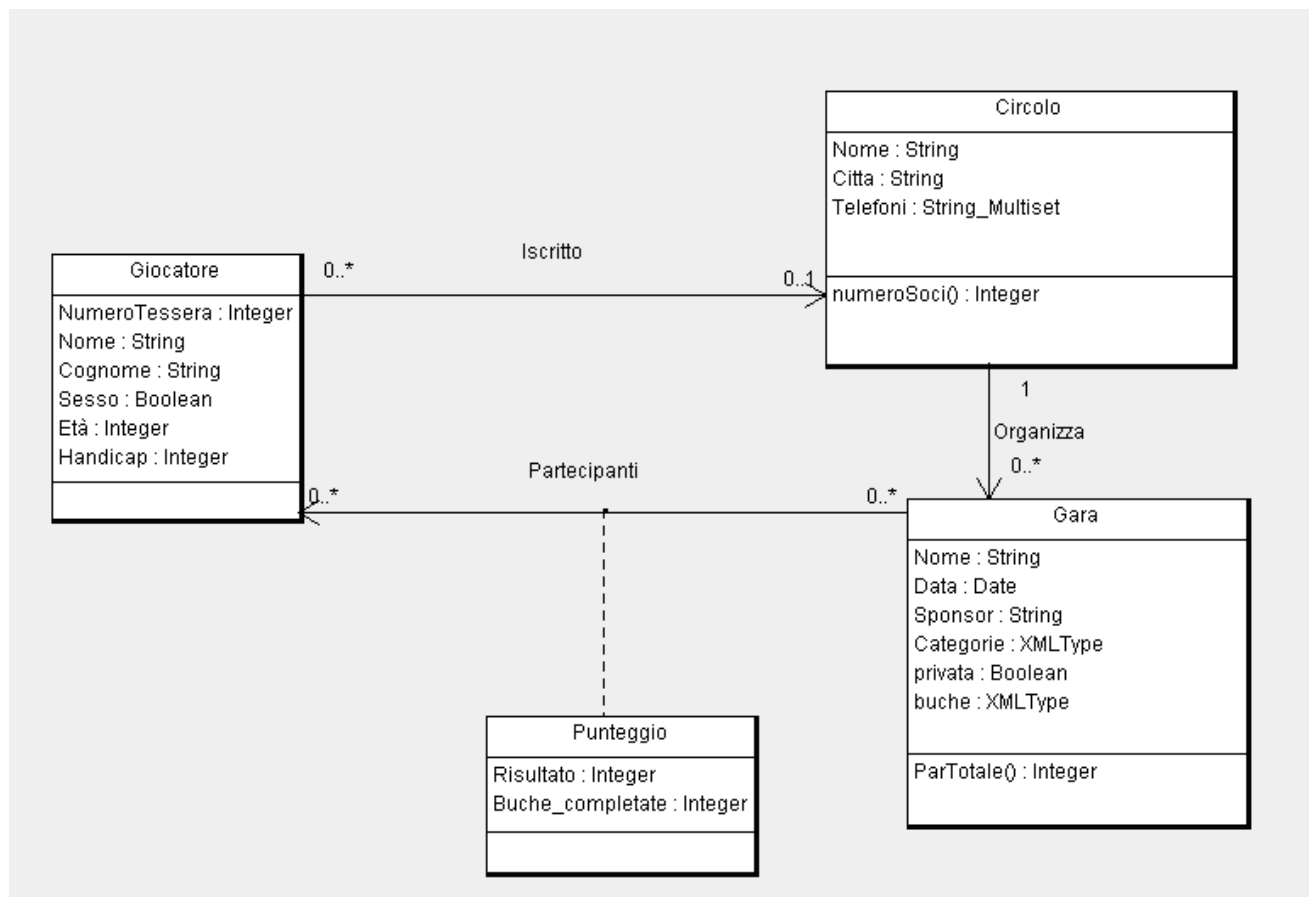 Circolo
Nome : String
Citta : String
Telefoni : String_Multiset
numeroSoci() : Integer
Iscritto
0..*
0..1
Giocatore
NumeroTessera : Integer
Nome : String
Cognome : String
Sesso : Boolean
Età : Integer
Handicap : Integer
1
Organizza
0..*
Partecipanti
0..*
0..*
Gara
Nome : String
Data : Date
Sponsor : String
Categorie : XMLType
privata : Boolean
buche : XMLType
ParTotale() : Integer
Punteggio
Risultato : Integer
Buche_completate : Integer